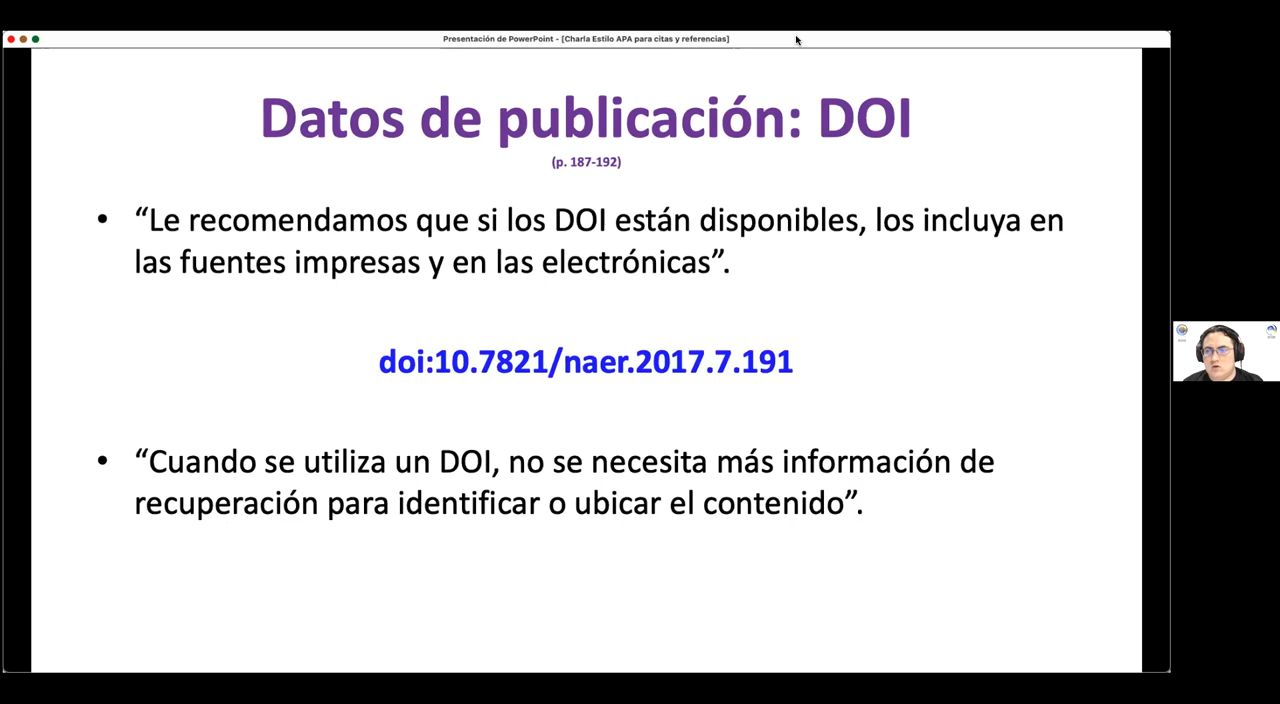 Presentación de PowerPoint - [Charla Estilo APA para citas y referencias]
Datos de publicación: DOI
(p. 187-192)
• “Le recomendamos que si los DOI están disponibles, los incluya en
las fuentes impresas y en las electrónicas”.
doi:10.7821/naer.2017.7.191
• “Cuando se utiliza un DOI, no se necesita más información de
recuperación para identificar o ubicar el contenido”.